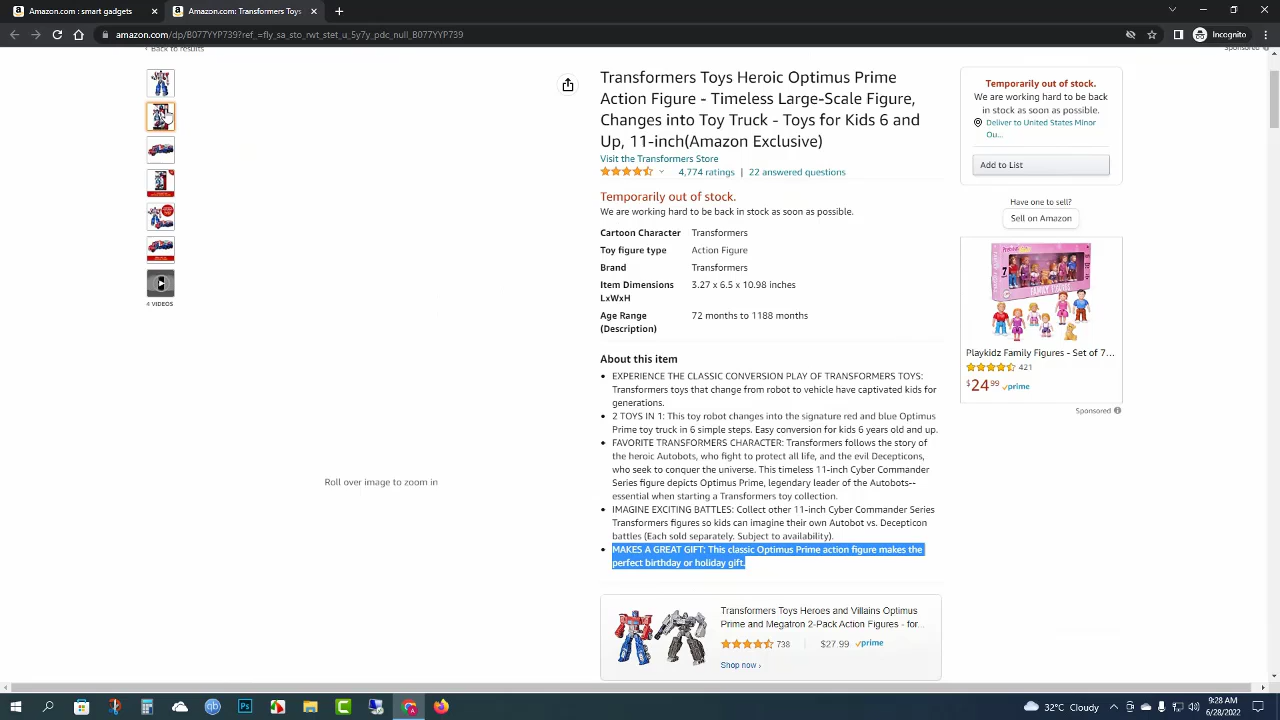 Amazon.com : smart gadgets
Amazon.com: Transformers Toys
Incognito
amazon.com/dp/B077YYP739?ref_=fly_sa_sto_rwt_stet_u_5y7y_pdc_null_B077YYP739
‹ Back to results
Sponsored
Transformers Toys Heroic Optimus Prime
Action Figure - Timeless Large-Scale Figure,
Changes into Toy Truck - Toys for Kids 6 and
Up, 11-inch(Amazon Exclusive)
Visit the Transformers Store
4,774 ratings | 22 answered questions
Temporarily out of stock.
We are working hard to be back in stock as soon as possible.
Cartoon Character Transformers
Toy figure type Action Figure
Brand Transformers
Item Dimensions 3.27 x 6.5 x 10.98 inches
LxWxH
Age Range 72 months to 1188 months
(Description)
About this item
• EXPERIENCE THE CLASSIC CONVERSION PLAY OF TRANSFORMERS TOYS:
Transformers toys that change from robot to vehicle have captivated kids for
generations.
• 2 TOYS IN 1: This toy robot changes into the signature red and blue Optimus
Prime toy truck in 6 simple steps. Easy conversion for kids 6 years old and up.
• FAVORITE TRANSFORMERS CHARACTER: Transformers follows the story of
the heroic Autobots, who fight to protect all life, and the evil Decepticons,
who seek to conquer the universe. This timeless 11-inch Cyber Commander
Series figure depicts Optimus Prime, legendary leader of the Autobots--
essential when starting a Transformers toy collection.
• IMAGINE EXCITING BATTLES: Collect other 11-inch Cyber Commander Series
Transformers figures so kids can imagine their own Autobot vs. Decepticon
battles (Each sold separately. Subject to availability).
• MAKES A GREAT GIFT: This classic Optimus Prime action figure makes the
perfect birthday or holiday gift.
4 VIDEOS
Roll over image to zoom in
Transformers Toys Heroes and Villains Optimus
Prime and Megatron 2-Pack Action Figures - for...
738 | $27.99 prime
Shop now ›
Temporarily out of stock.
We are working hard to be back
in stock as soon as possible.
Deliver to United States Minor
Ou...
Add to List
Have one to sell?
Sell on Amazon
FAMILY FIGURES
Playkidz Family Figures - Set of 7...
421
$24.99 prime
Sponsored
Ps
32°C Cloudy
9:28 AM
6/28/2022